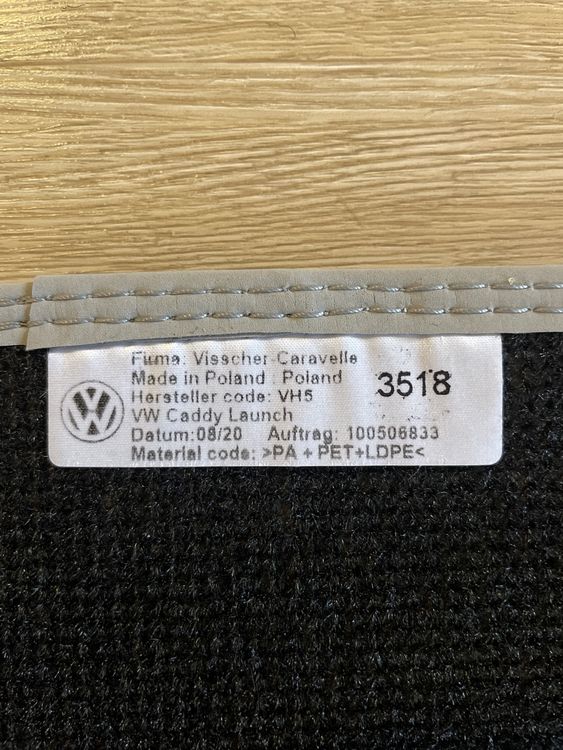 Firma: Visscher-Caravelle
Made in Poland : Poland
3518
Hersteller code: VH5
VW Caddy Launch
Datum:08/20 Auftrag: 100506833
Material code: >PA + PET+LDPE<